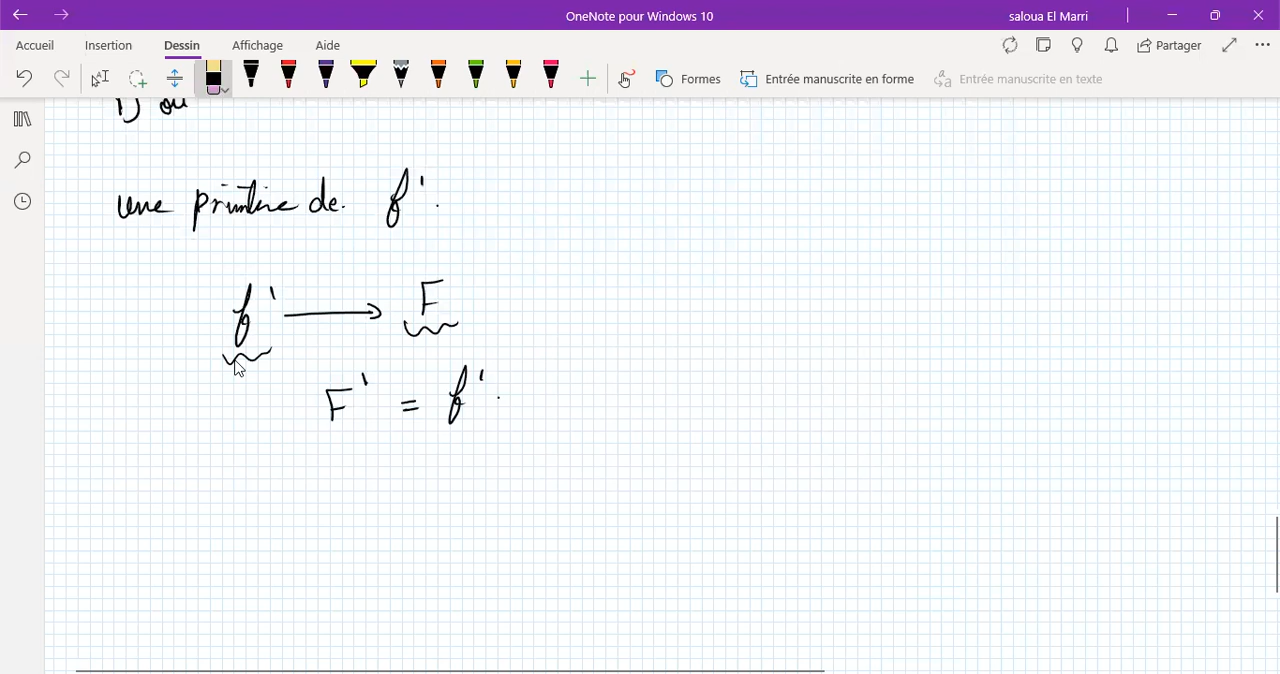 OneNote pour Windows 10
saloua El Marri
Accueil Insertion Dessin Affichage Aide
Partager
Formes Entrée manuscrite en forme Entrée manuscrite en texte
D'où
une primitive de f'.
f' → F
F' = f'.